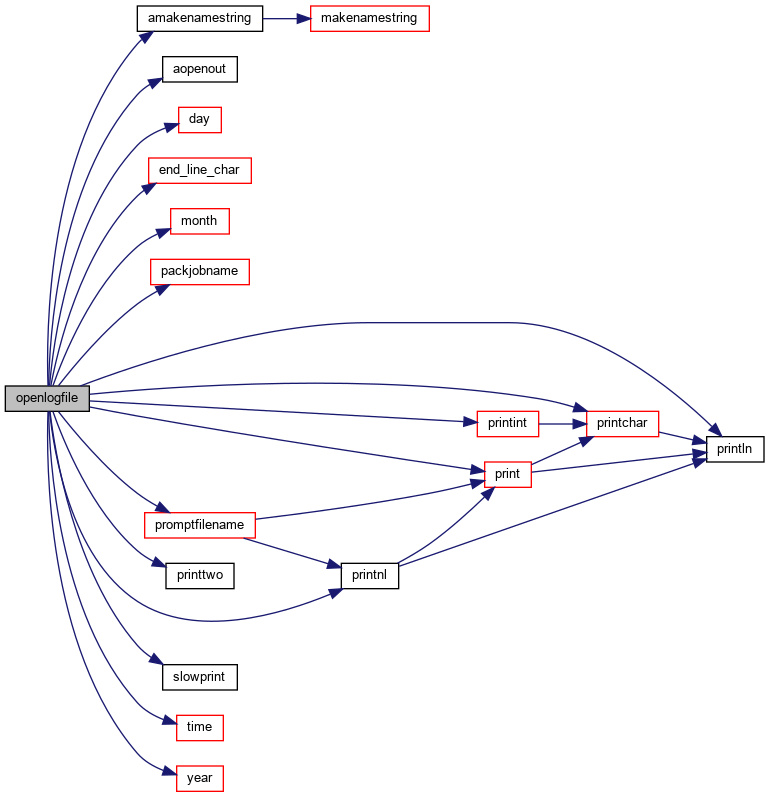 amakenamestring
makenamestring
aopenout
day
end_line_char
month
packjobname
openlogfile
printint
printchar
println
print
promptfilename
printtwo
printnl
slowprint
time
year